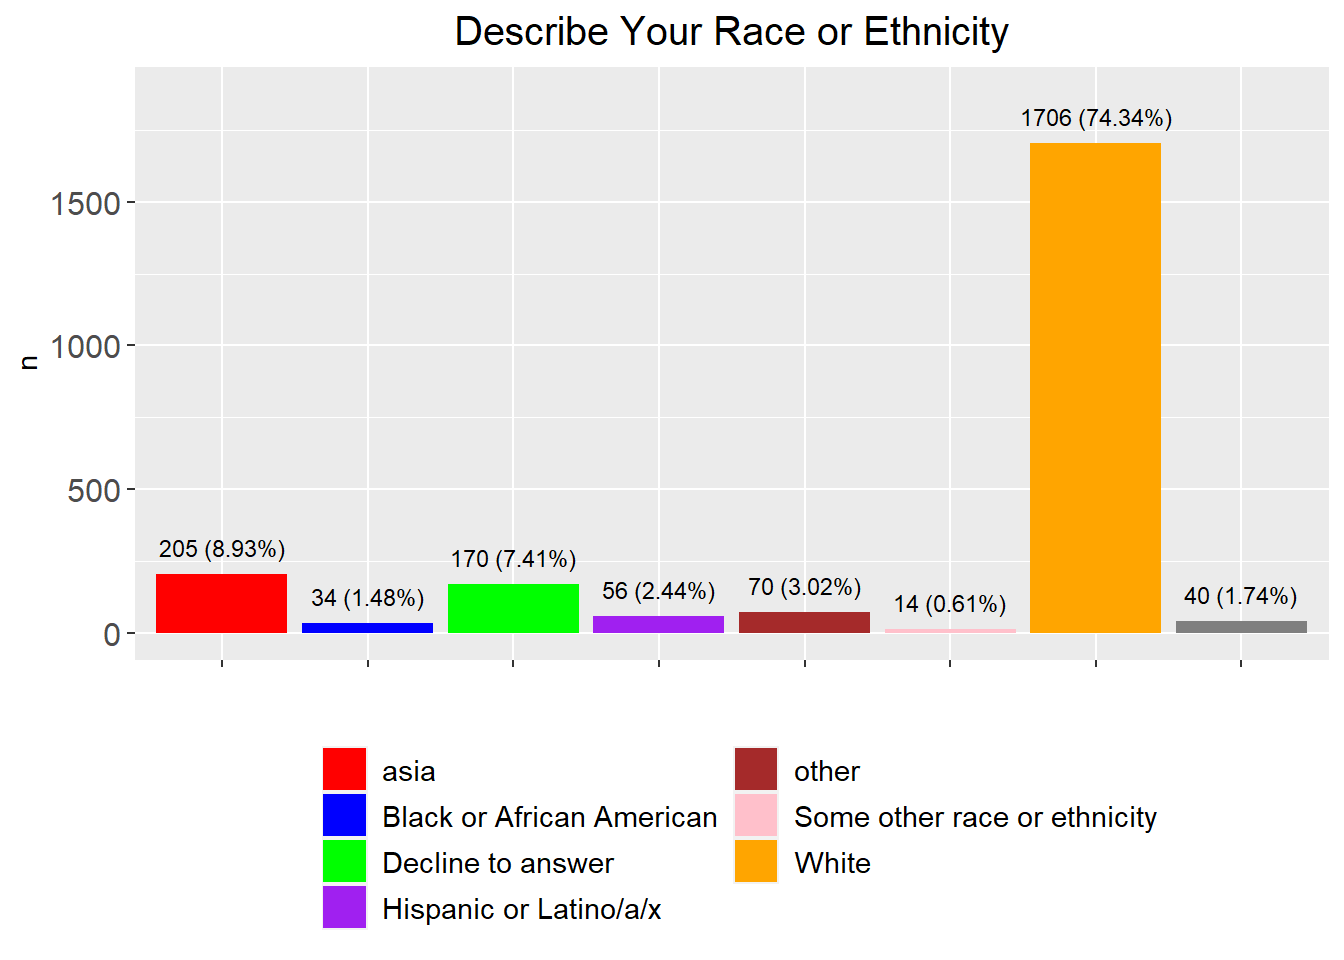 Describe Your Race or Ethnicity
n
1500
1000
500
0
205 (8.93%)
34 (1.48%)
170 (7.41%)
56 (2.44%)
70 (3.02%)
14 (0.61%)
1706 (74.34%)
40 (1.74%)
asia
Black or African American
Decline to answer
Hispanic or Latino/a/x
other
Some other race or ethnicity
White